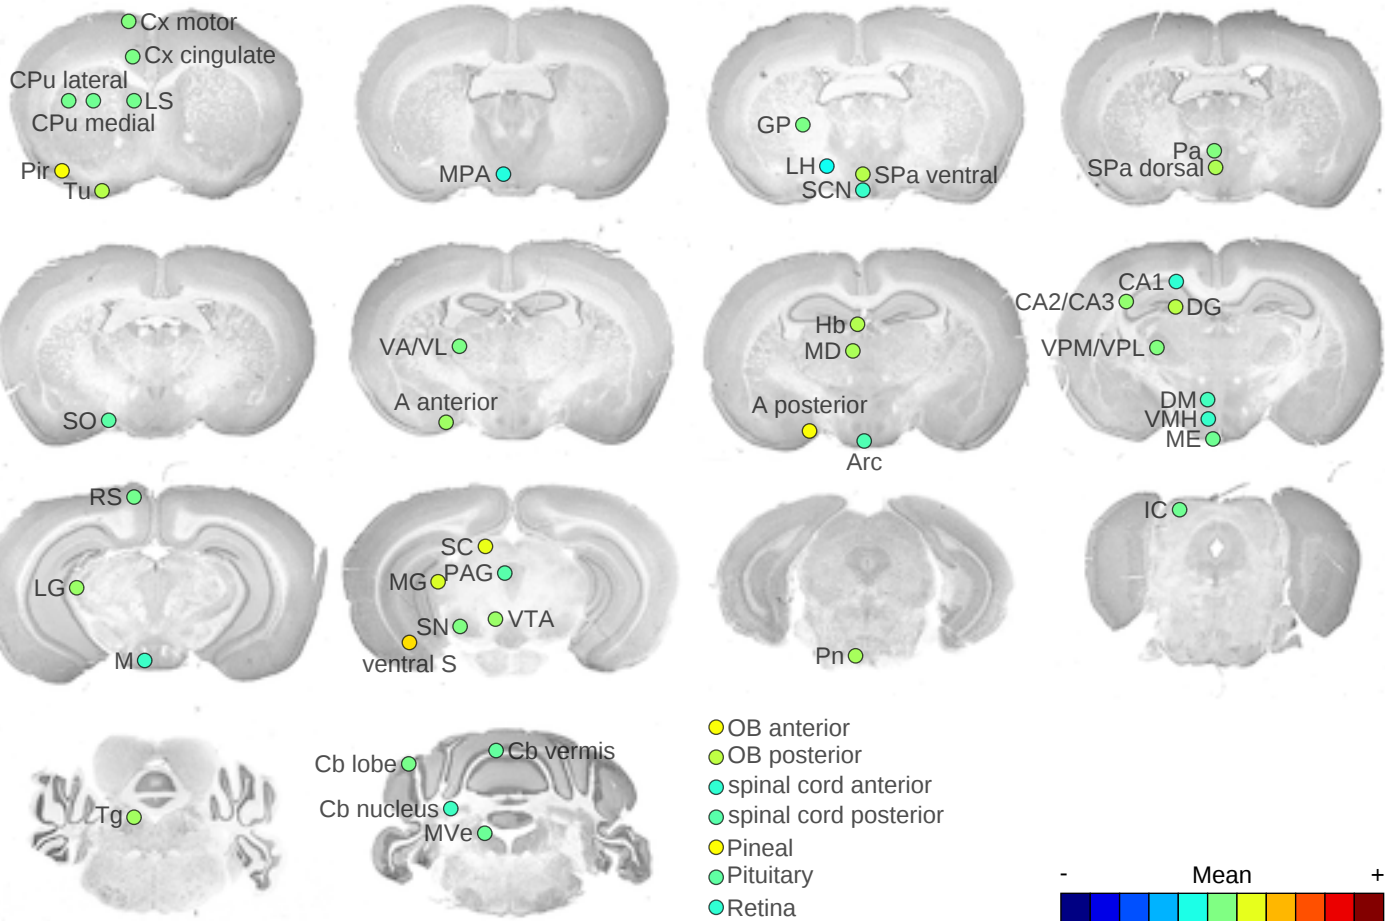 Cx motor
Cx cingulate
CPu lateral
LS
CPu medial
Pir
Tu
MPA
GP
LH
SPa ventral
SCN
Pa
SPa dorsal
SO
VA/VL
A anterior
Hb
MD
A posterior
Arc
CA1
CA2/CA3
DG
VPM/VPL
DM
VMH
ME
RS
LG
M
SC
PAG
MG
SN
VTA
ventral S
Pn
IC
Tg
Cb lobe
Cb vermis
Cb nucleus
MVe
OB anterior
OB posterior
spinal cord anterior
spinal cord posterior
Pineal
Pituitary
Retina
- Mean +